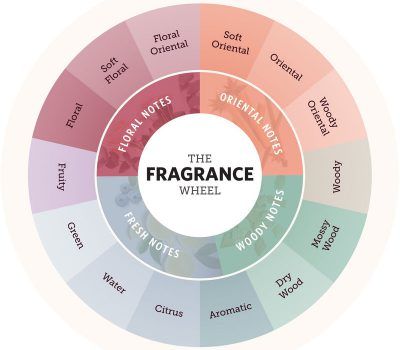 THE
FRAGRANCE
WHEEL
FLORAL NOTES
ORIENTAL NOTES
WOODY NOTES
FRESH NOTES
Floral
Soft
Floral
Floral
Oriental
Soft
Oriental
Oriental
Woody
Oriental
Woody
Mossy
Wood
Dry
Wood
Aromatic
Citrus
Water
Green
Fruity